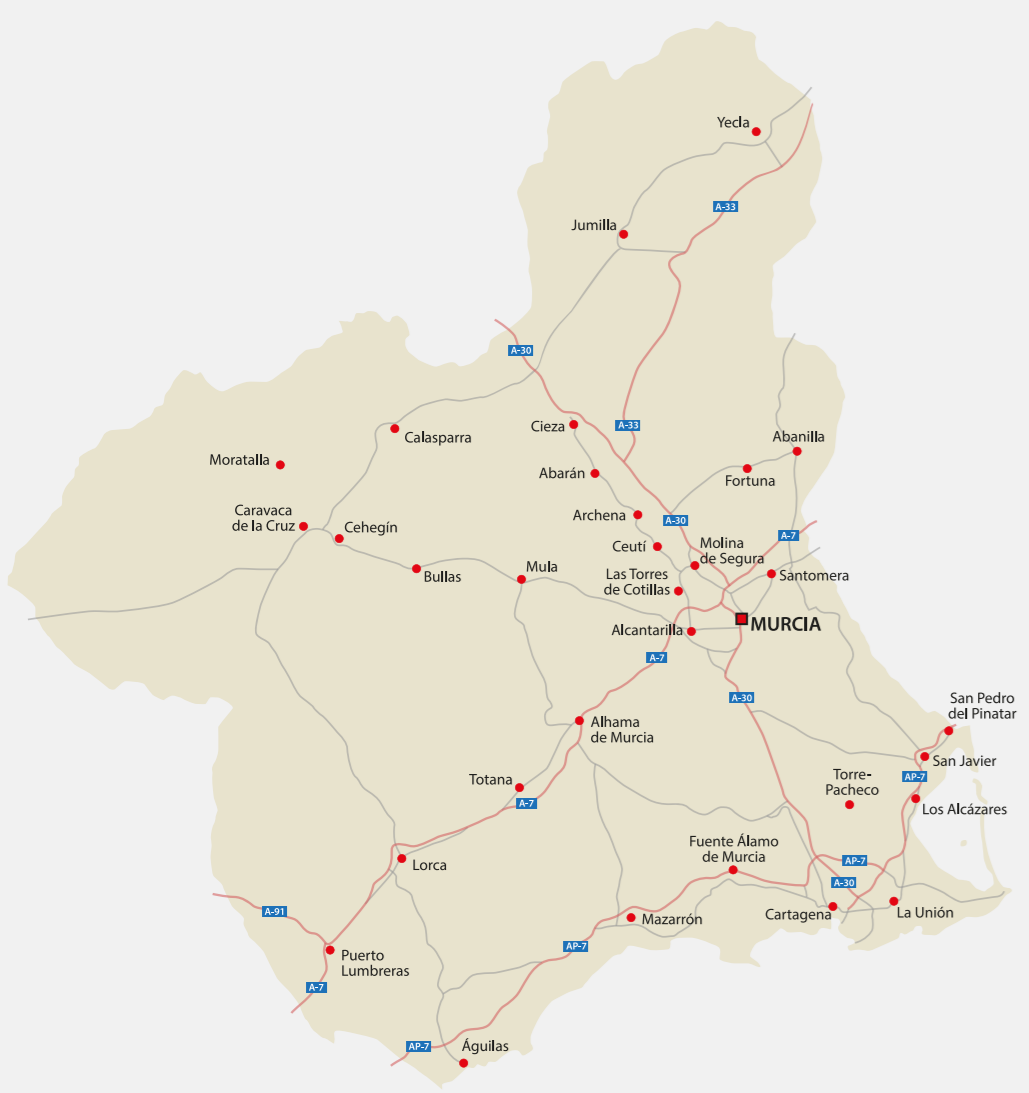 Yecla
A-33
Jumilla
A-30
Cieza
A-33
Calasparra
Abanilla
Moratalla
Abarán
Fortuna
Caravaca
de la Cruz
Cehegín
Archena
A-30
A-7
Ceutí
Molina
de Segura
Bullas
Mula
Las Torres
de Cotillas
Santomera
Alcantarilla
MURCIA
A-7
A-30
San Pedro
del Pinatar
Alhama
de Murcia
San Javier
Totana
A-7
Torre-
Pacheco
AP-7
Los Alcázares
Lorca
Fuente Álamo
de Murcia
AP-7
A-30
A-91
Mazarrón
Cartagena
La Unión
Puerto
Lumbreras
AP-7
A-7
AP-7
Águilas